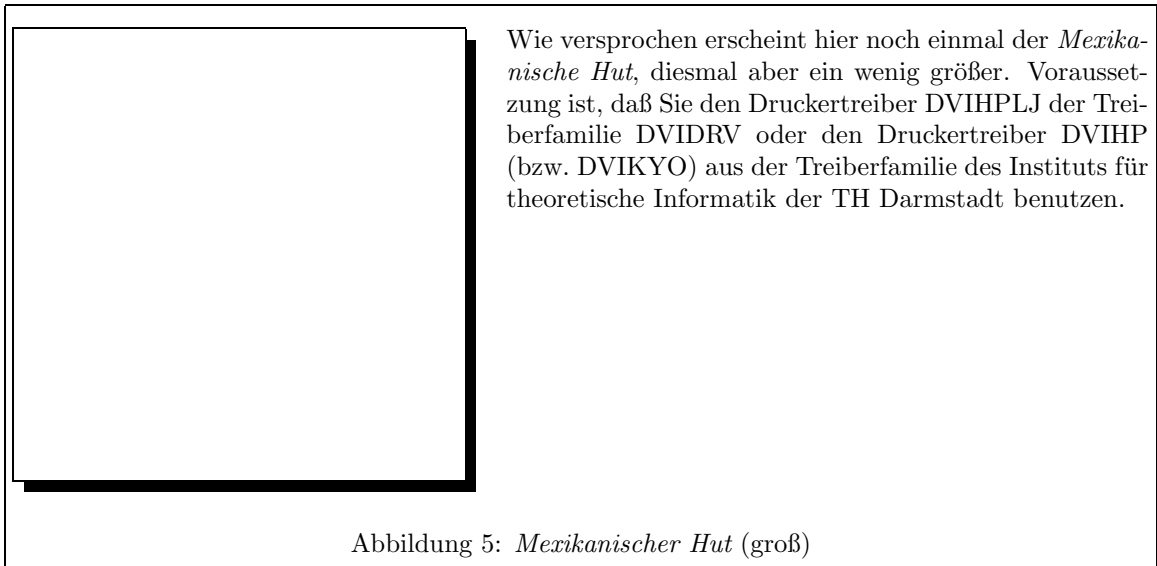 Wie versprochen erscheint hier noch einmal der Mexika-
nische Hut, diesmal aber ein wenig größer. Vorausset-
zung ist, daß Sie den Druckertreiber DVIHPLJ der Trei-
berfamilie DVIDRV oder den Druckertreiber DVIHP
(bzw. DVIKYO) aus der Treiberfamilie des Instituts für
theoretische Informatik der TH Darmstadt benutzen.
Abbildung 5: Mexikanischer Hut (groß)